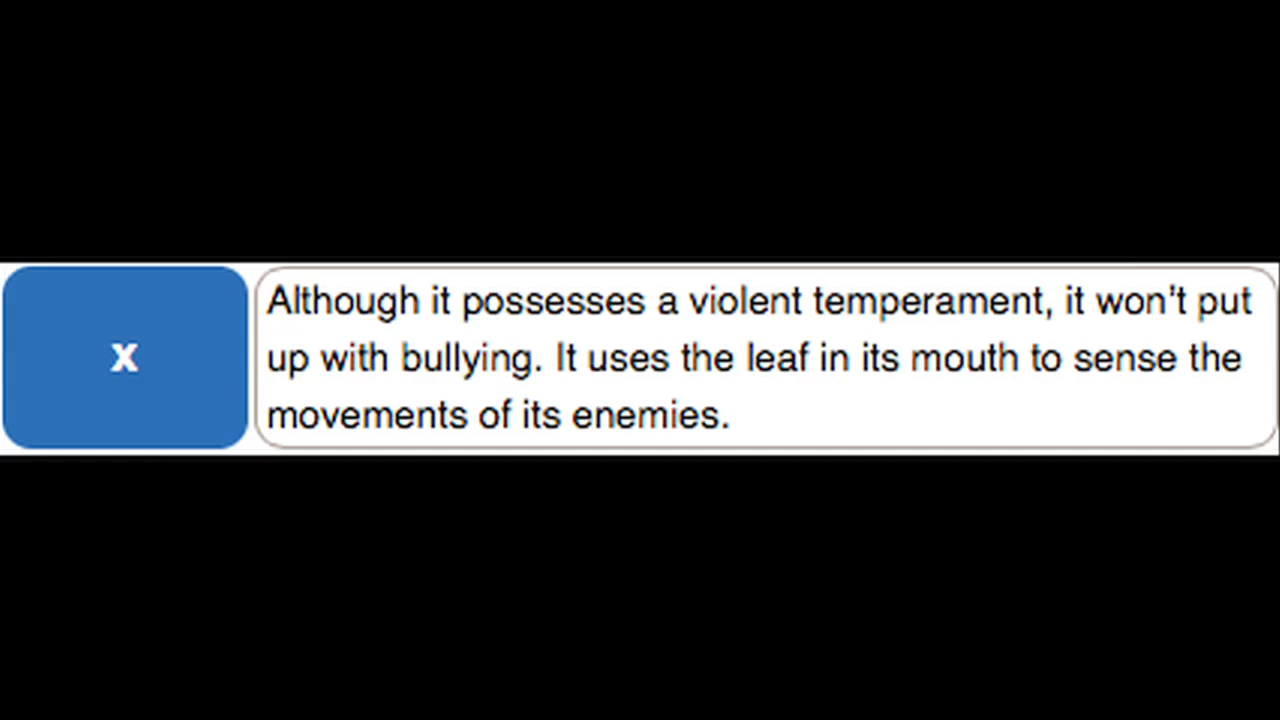 x
Although it possesses a violent temperament, it won't put
up with bullying. It uses the leaf in its mouth to sense the
movements of its enemies.